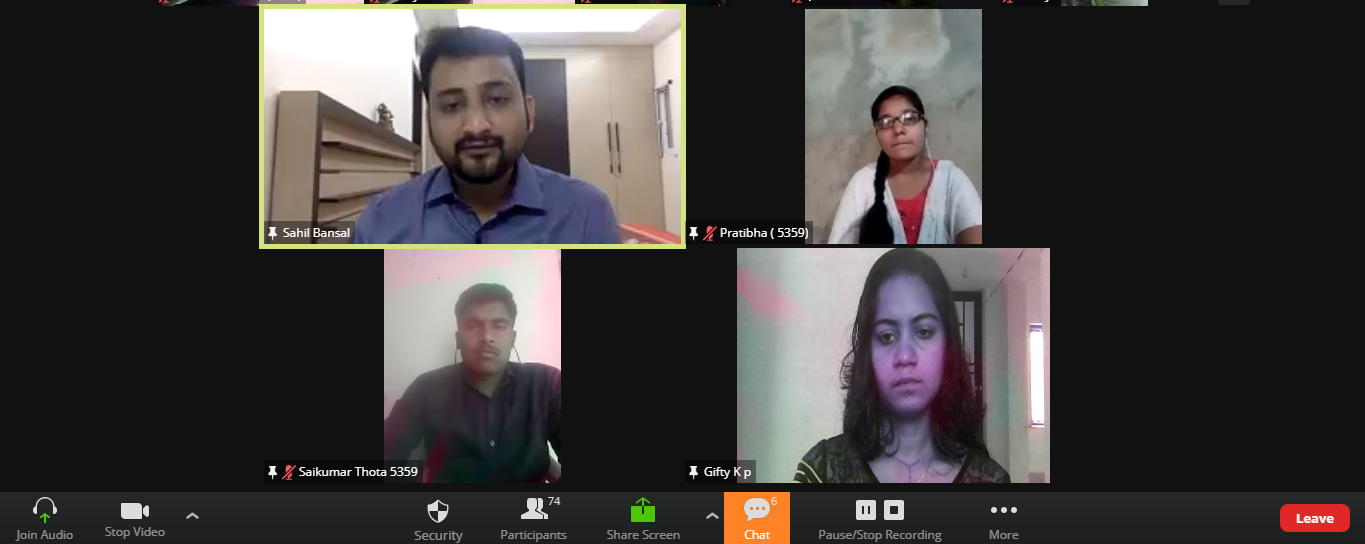 Sahil Bansal
Pratibha ( 5359)
Saikumar Thota 5359
Gifty K p
Join Audio
Stop Video
Security
74
Participants
Share Screen
6
Chat
Pause/Stop Recording
More
Leave